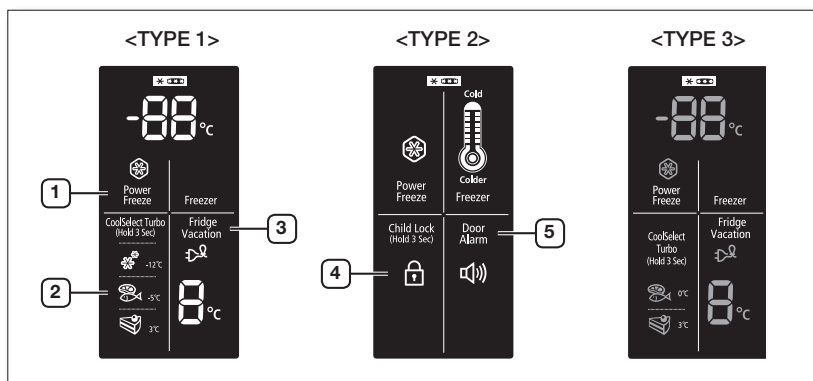 <TYPE 1>
<TYPE 2>
<TYPE 3>
-88°C
Power
Freeze
Freezer
CoolSelect Turbo
(Hold 3 Sec)
Fridge
Vacation
-12°C
-5°C
3°C
8°C
1
2
3
Cold
Colder
Power
Freeze
Freezer
Child Lock
(Hold 3 Sec)
Door
Alarm
4
5
-88°C
Power
Freeze
Freezer
CoolSelect
Turbo
(Hold 3 Sec)
Fridge
Vacation
0°C
3°C
8°C